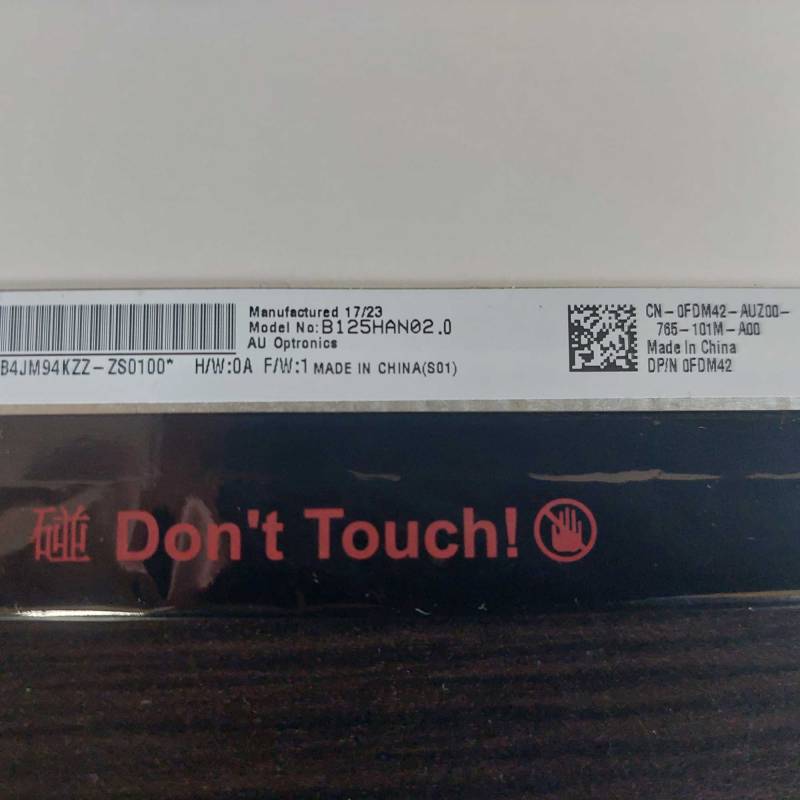 Manufactured 17/23
Model No:B125HAN02.0
AU Optronics
B4JM94KZZ-ZS0100* H/W:0A F/W:1 MADE IN CHINA(S01)
CN-0FDM42-AUZ00-
765-101M-A00
Made In China
DP/N 0FDM42
碰 Don't Touch!